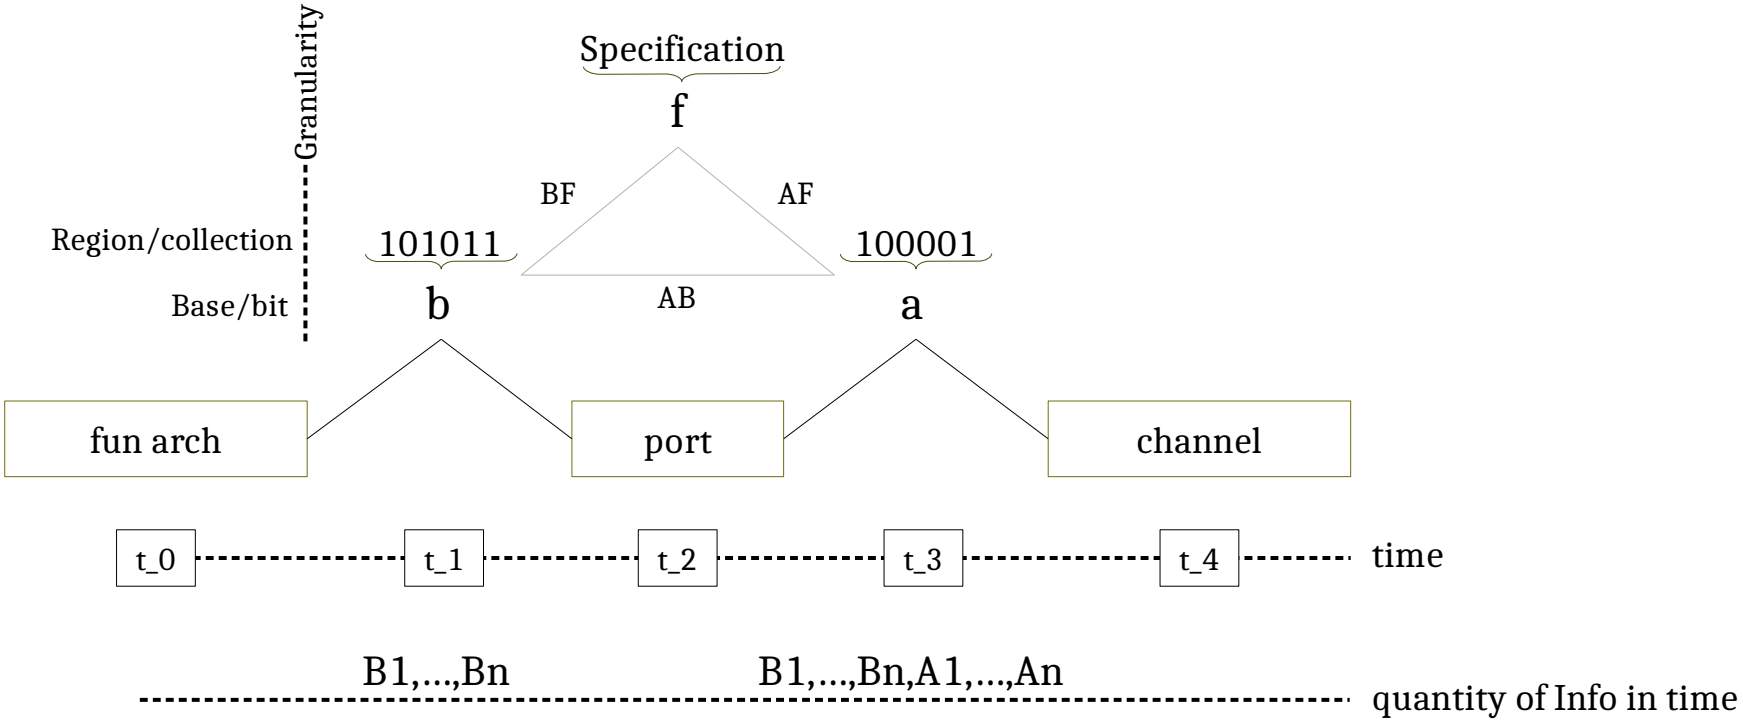 Granularity
Specification
f
BF
AF
Region/collection
101011
100001
Base/bit
b
AB
a
fun arch
port
channel
t_0
t_1
t_2
t_3
t_4
time
B1,...,Bn
B1,...,Bn,A1,...,An
quantity of Info in time